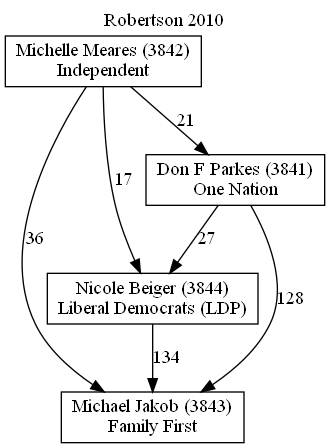 Robertson 2010
Michelle Meares (3842)
Independent
21
Don F Parkes (3841)
One Nation
17
36
27
Nicole Beiger (3844)
Liberal Democrats (LDP)
128
134
Michael Jakob (3843)
Family First